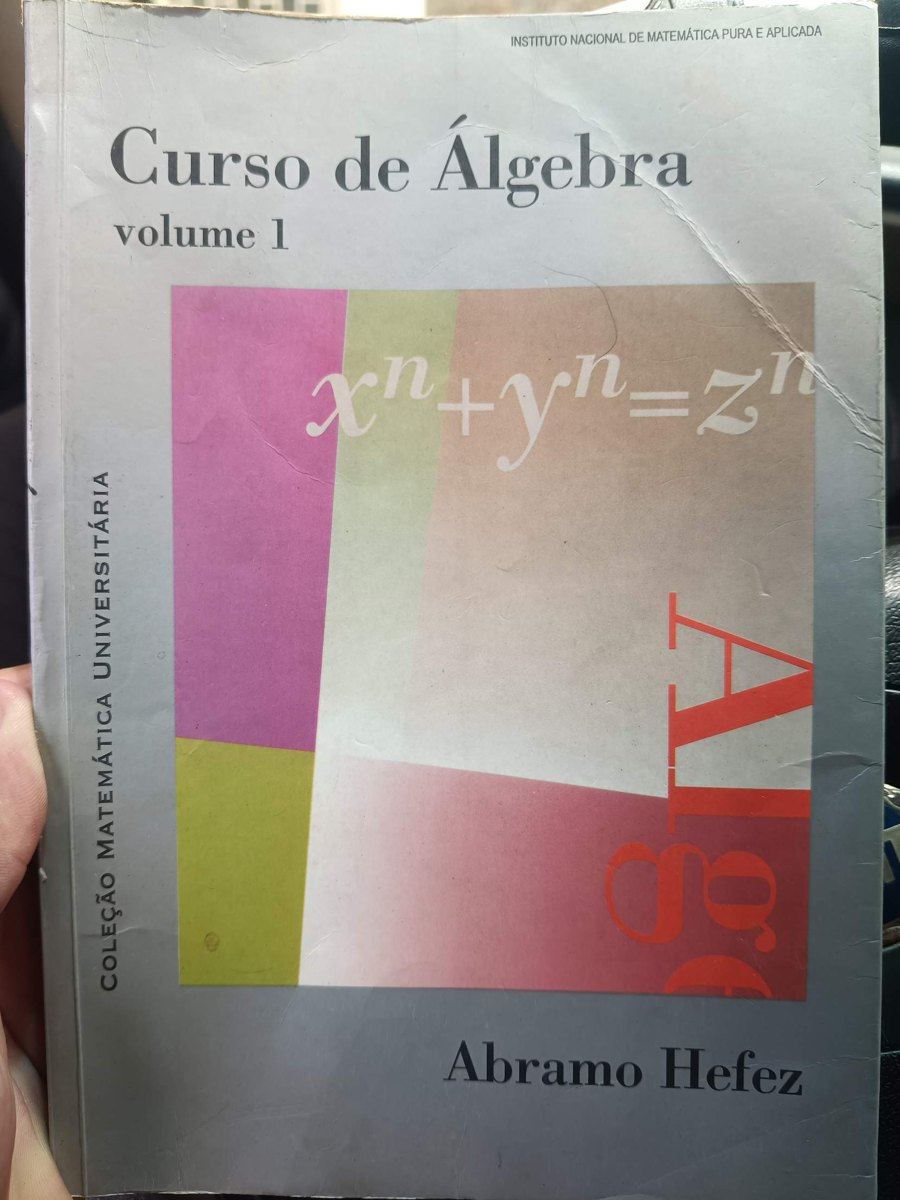 INSTITUTO NACIONAL DE MATEMÁTICA PURA E APLICADA
Curso de Álgebra
volume 1
xⁿ+yⁿ=zⁿ
Alge
COLEÇÃO MATEMÁTICA UNIVERSITÁRIA
Abramo Hefez